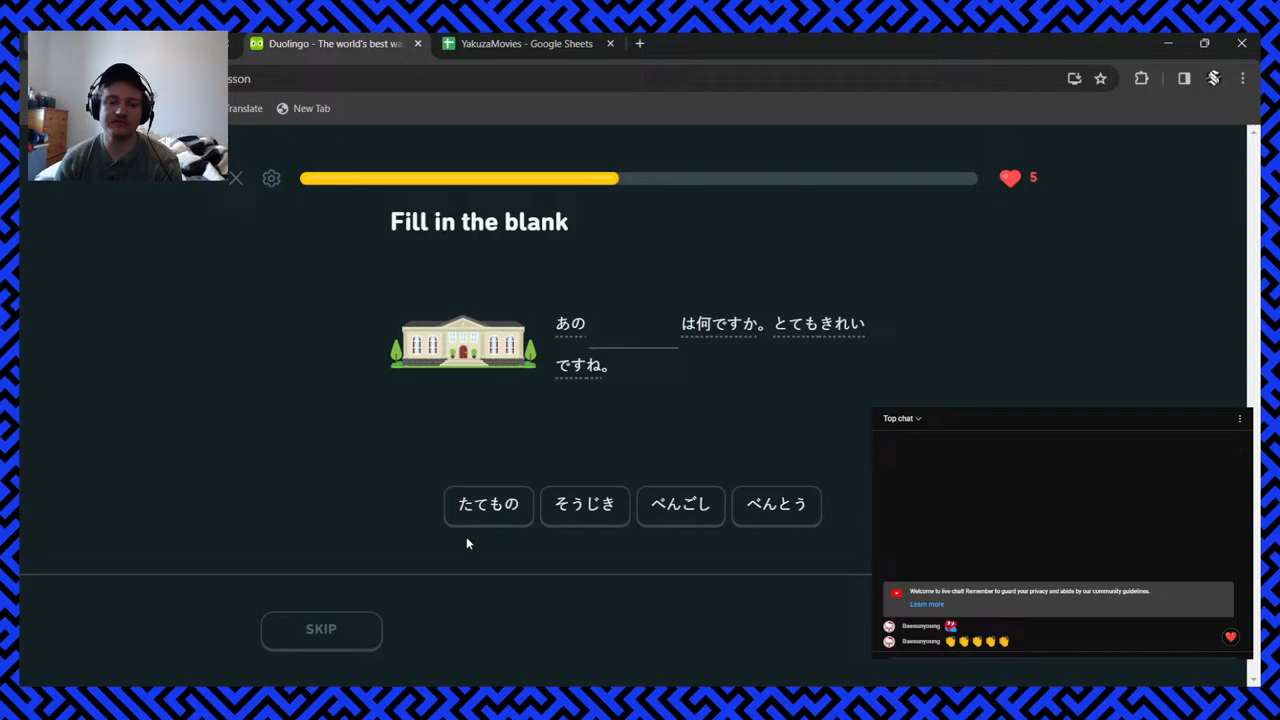 Duolingo - The world's best wa
YakuzaMovies - Google Sheets
sson
Translate
New Tab
5
Fill in the blank
あの は何ですか。とてもきれい
ですね。
たてもの
そうじき
べんごし
べんとう
SKIP
Top chat
Welcome to live chat! Remember to guard your privacy and abide by our community guidelines.
Learn more
Baesunyoung
Baesunyoung 👏👏👏👏👏